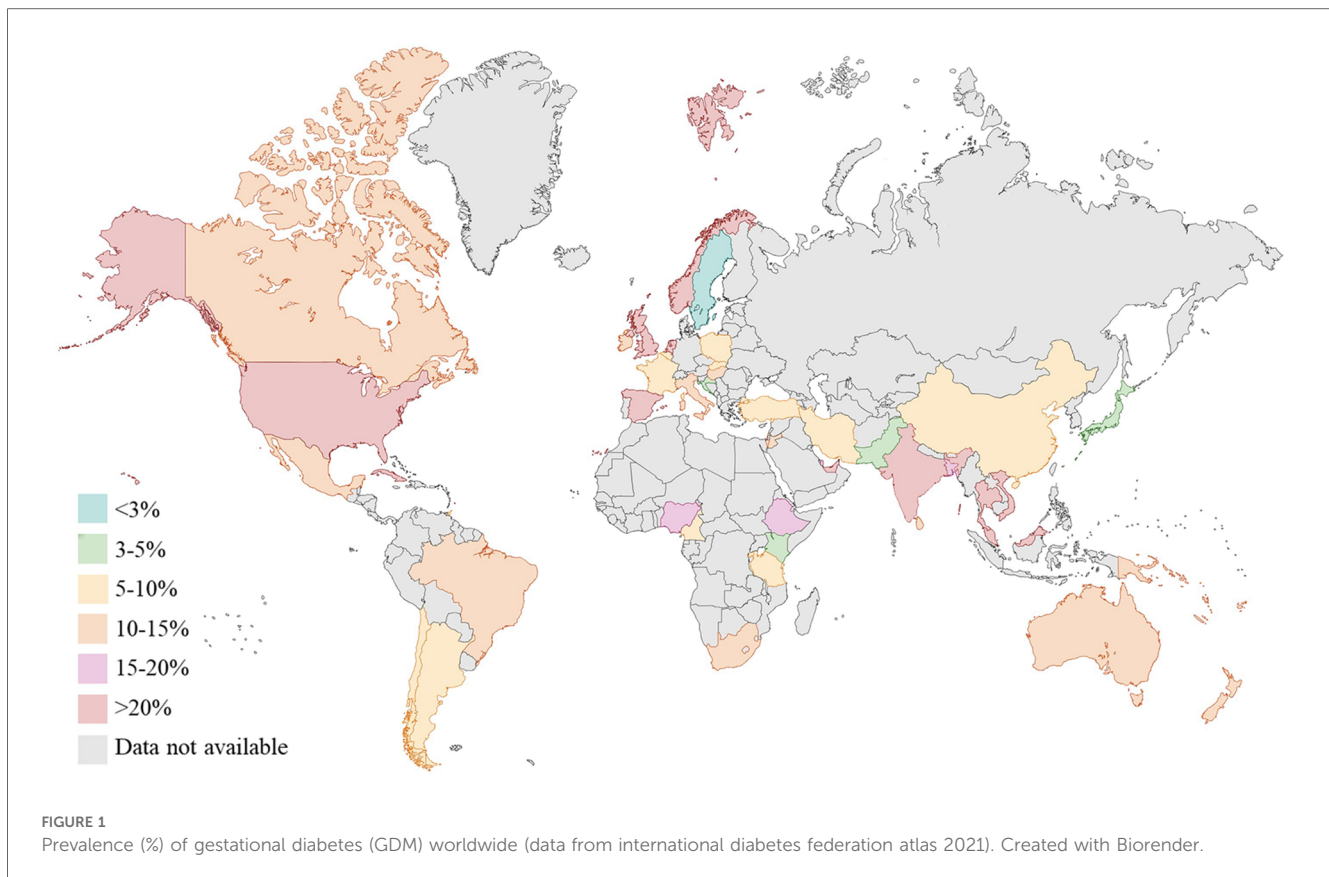 <3%
3-5%
5-10%
10-15%
15-20%
>20%
Data not available
FIGURE 1
Prevalence (%) of gestational diabetes (GDM) worldwide (data from international diabetes federation atlas 2021). Created with Biorender.